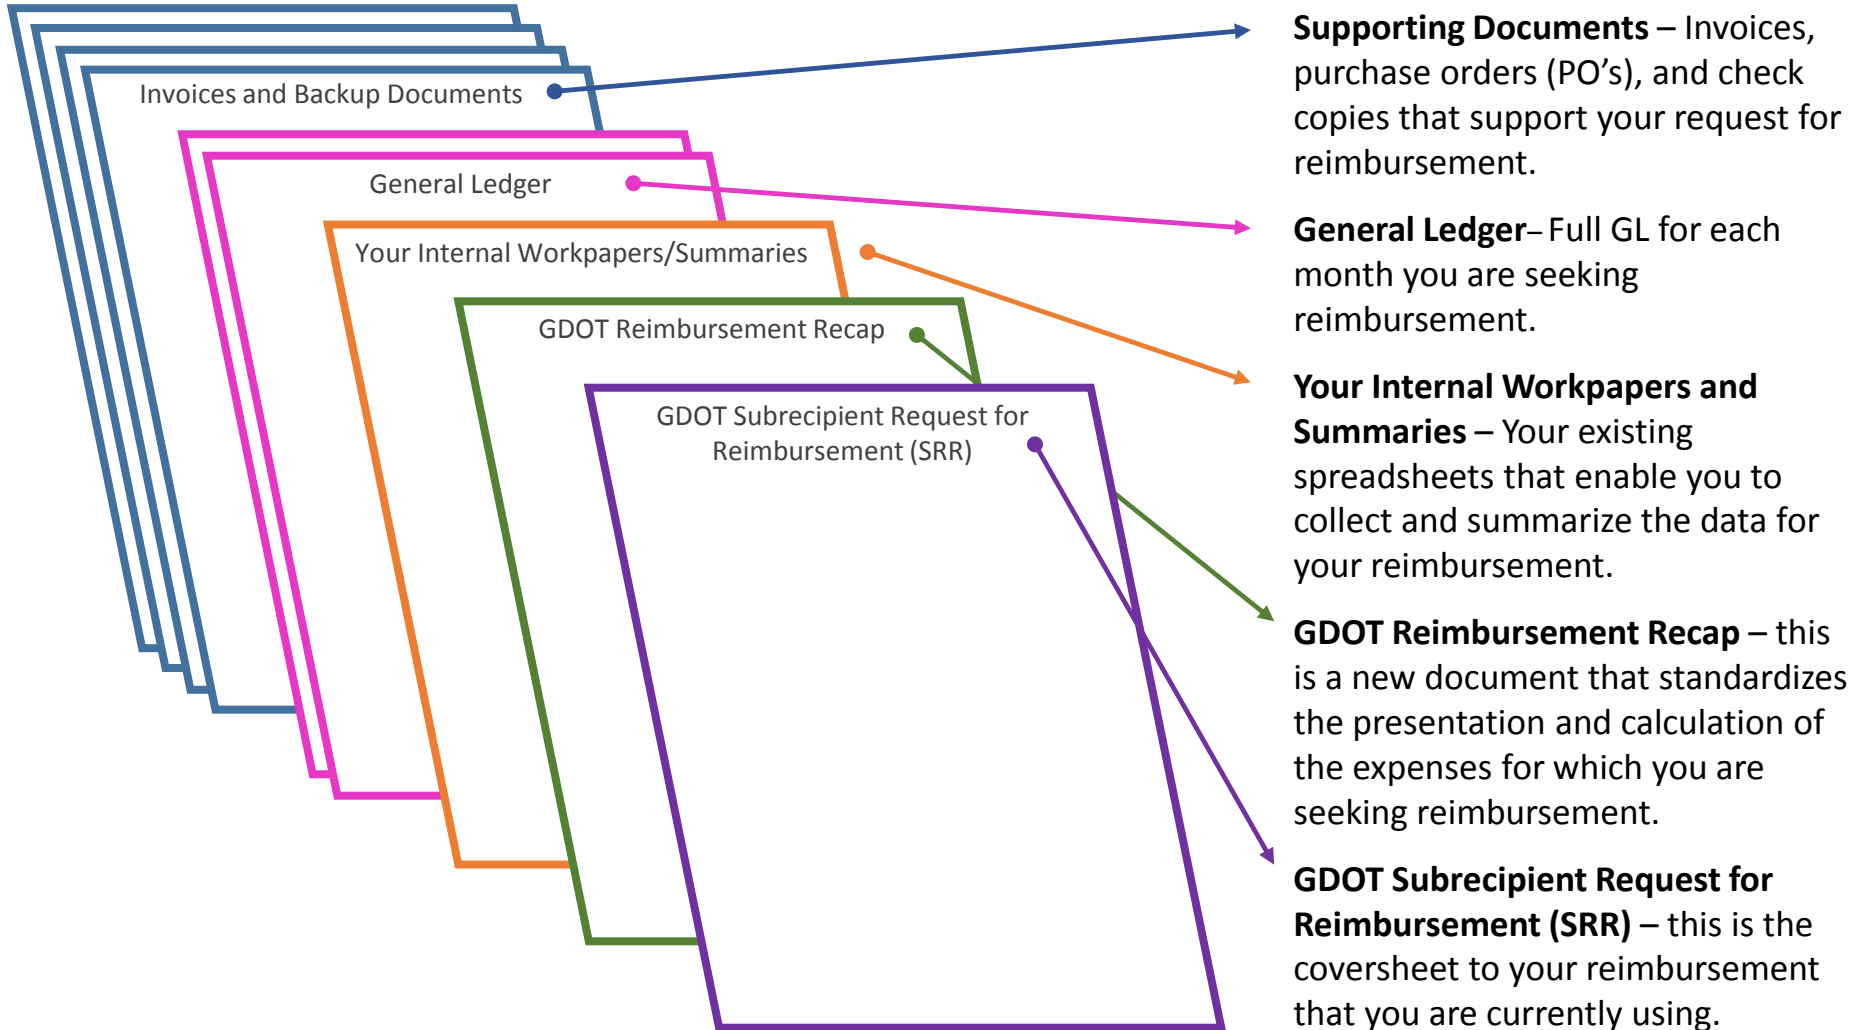 Invoices and Backup Documents
General Ledger
Your Internal Workpapers/Summaries
GDOT Reimbursement Recap
GDOT Subrecipient Request for
Reimbursement (SRR)
Supporting Documents – Invoices,
purchase orders (PO’s), and check
copies that support your request for
reimbursement.
General Ledger– Full GL for each
month you are seeking
reimbursement.
Your Internal Workpapers and
Summaries – Your existing
spreadsheets that enable you to
collect and summarize the data for
your reimbursement.
GDOT Reimbursement Recap – this
is a new document that standardizes
the presentation and calculation of
the expenses for which you are
seeking reimbursement.
GDOT Subrecipient Request for
Reimbursement (SRR) – this is the
coversheet to your reimbursement
that you are currently using.